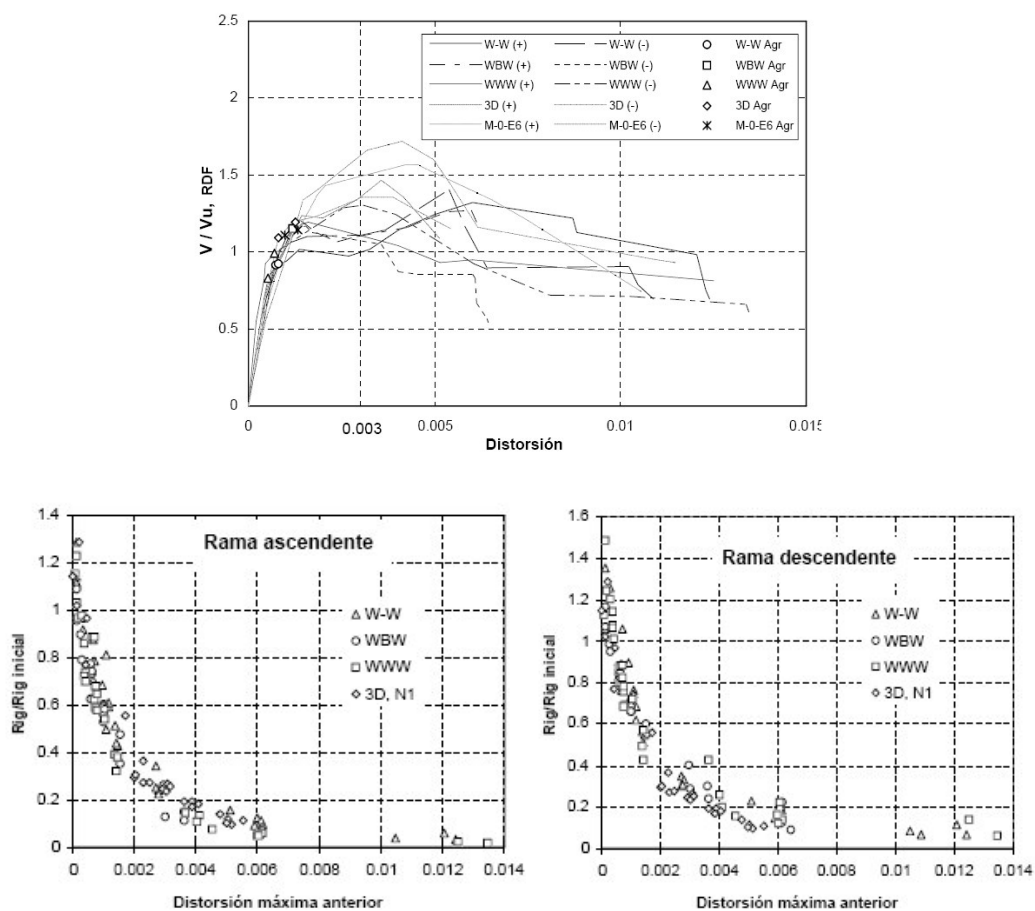 2.5
W-W (+) W-W (-) W-W Agr
WBW (+) WBW (-) WBW Agr
WWW (+) WWW (-) WWW Agr
3D (+) 3D (-) 3D Agr
M-0-E6 (+) M-0-E6 (-) M-0-E6 Agr
2
1.5
V / Vu, RDF
1
0.5
0
0 0.003 0.005 0.01 0.015
Distorsión
1.4
Rama ascendente
1.2
W-W
1
WBW
WWW
0.8
3D, N1
Rig/Rig inicial
0.6
0.4
0.2
0
0 0.002 0.004 0.006 0.008 0.01 0.012 0.014
Distorsión máxima anterior
1.6
1.4
Rama descendente
1.2
W-W
WBW
1
WWW
0.8
3D, N1
Rig/Rig inicial
0.6
0.4
0.2
0
0 0.002 0.004 0.006 0.008 0.01 0.012 0.014
Distorsión máxima anterior